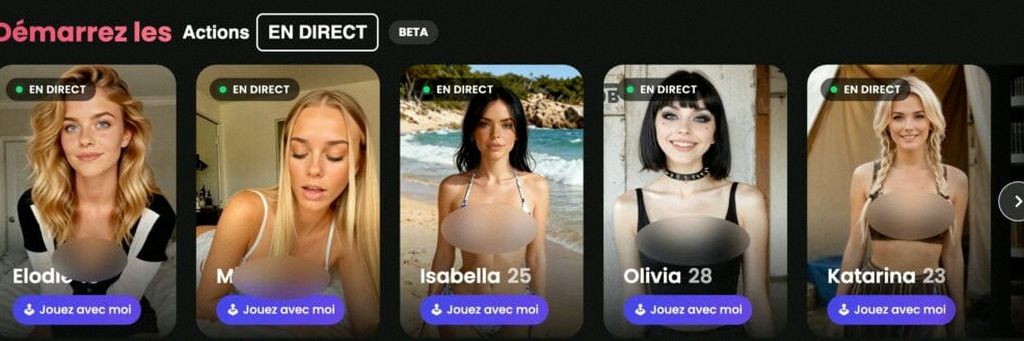 Démarrez les Actions EN DIRECT BETA
EN DIRECT
Elodie
Jouez avec moi
EN DIRECT
Jouez avec moi
EN DIRECT
Isabella 25
Jouez avec moi
EN DIRECT
Olivia 28
Jouez avec moi
EN DIRECT
Katarina 23
Jouez avec moi